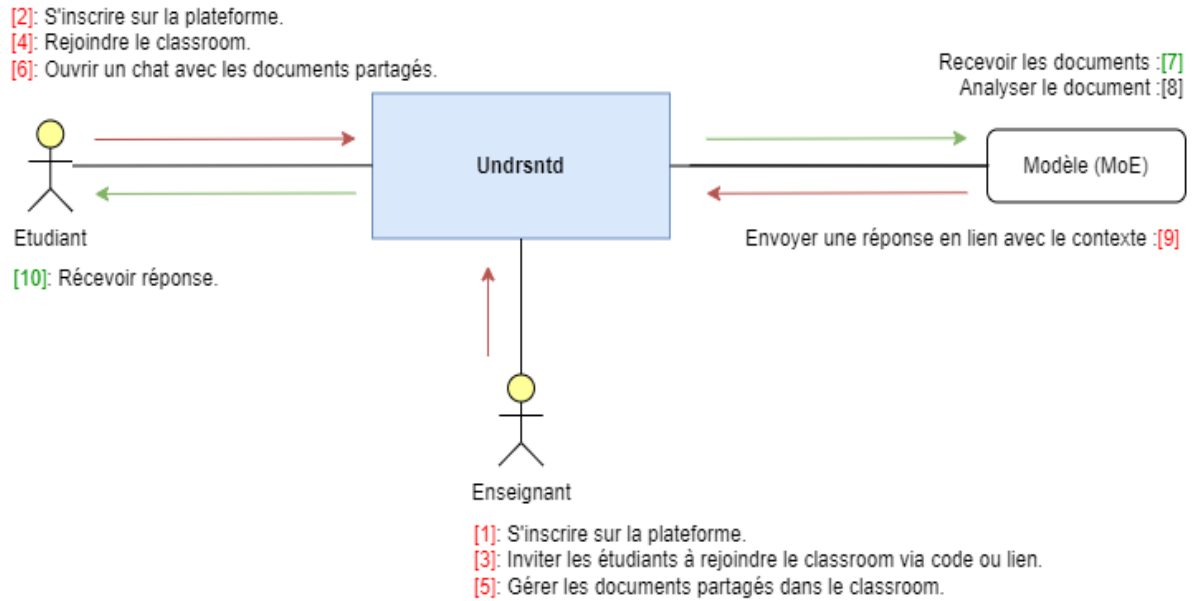 [2]: S'inscrire sur la plateforme.
[4]: Rejoindre le classroom.
[6]: Ouvrir un chat avec les documents partagés.
Recevoir les documents :[7]
Analyser le document :[8]
Undrsntd
Modèle (MoE)
Etudiant
Envoyer une réponse en lien avec le contexte :[9]
[10]: Récevoir réponse.
Enseignant
[1]: S'inscrire sur la plateforme.
[3]: Inviter les étudiants à rejoindre le classroom via code ou lien.
[5]: Gérer les documents partagés dans le classroom.